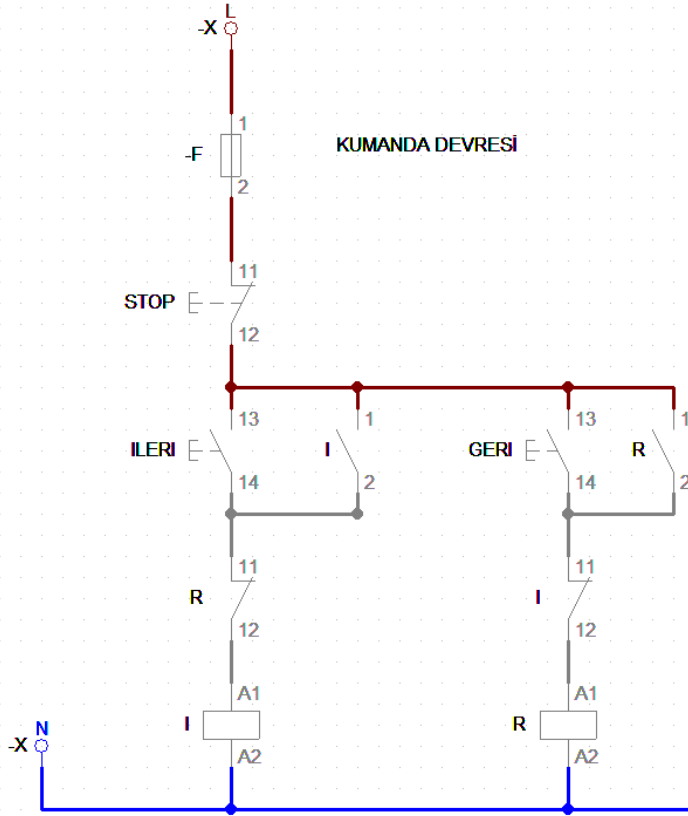 L
-X
1
-F
KUMANDA DEVRESİ
2
11
STOP
12
13 1 13 1
ILERI I GERI R
14 2 14 2
11 11
R I
12 12
A1 A1
I R
N
-X
A2 A2